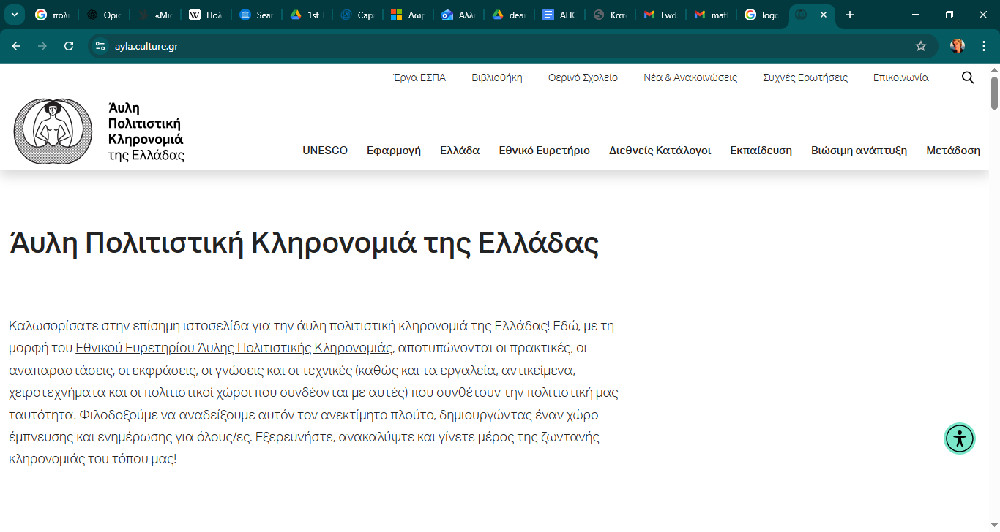 πολι
Ορισ
«Μι
Πολ
Sear
1st T
Cap
Δωρ
Αλλ
dear
ΑΠΟ
Κατ
Fwd
matl
logo
ayla.culture.gr
Έργα ΕΣΠΑ Βιβλιοθήκη Θερινό Σχολείο Νέα & Ανακοινώσεις Συχνές Ερωτήσεις Επικοινωνία
Άυλη
Πολιτιστική
Κληρονομιά
της Ελλάδας
UNESCO Εφαρμογή Ελλάδα Εθνικό Ευρετήριο Διεθνείς Κατάλογοι Εκπαίδευση Βιώσιμη ανάπτυξη Μετάδοση
Άυλη Πολιτιστική Κληρονομιά της Ελλάδας
Καλωσορίσατε στην επίσημη ιστοσελίδα για την άυλη πολιτιστική κληρονομιά της Ελλάδας! Εδώ, με τη
μορφή του Εθνικού Ευρετηρίου Άυλης Πολιτιστικής Κληρονομιάς, αποτυπώνονται οι πρακτικές, οι
αναπαραστάσεις, οι εκφράσεις, οι γνώσεις και οι τεχνικές (καθώς και τα εργαλεία, αντικείμενα,
χειροτεχνήματα και οι πολιτιστικοί χώροι που συνδέονται με αυτές) που συνθέτουν την πολιτιστική μας
ταυτότητα. Φιλοδοξούμε να αναδείξουμε αυτόν τον ανεκτίμητο πλούτο, δημιουργώντας έναν χώρο
έμπνευσης και ενημέρωσης για όλους/ες. Εξερευνήστε, ανακαλύψτε και γίνετε μέρος της ζωντανής
κληρονομιάς του τόπου μας!